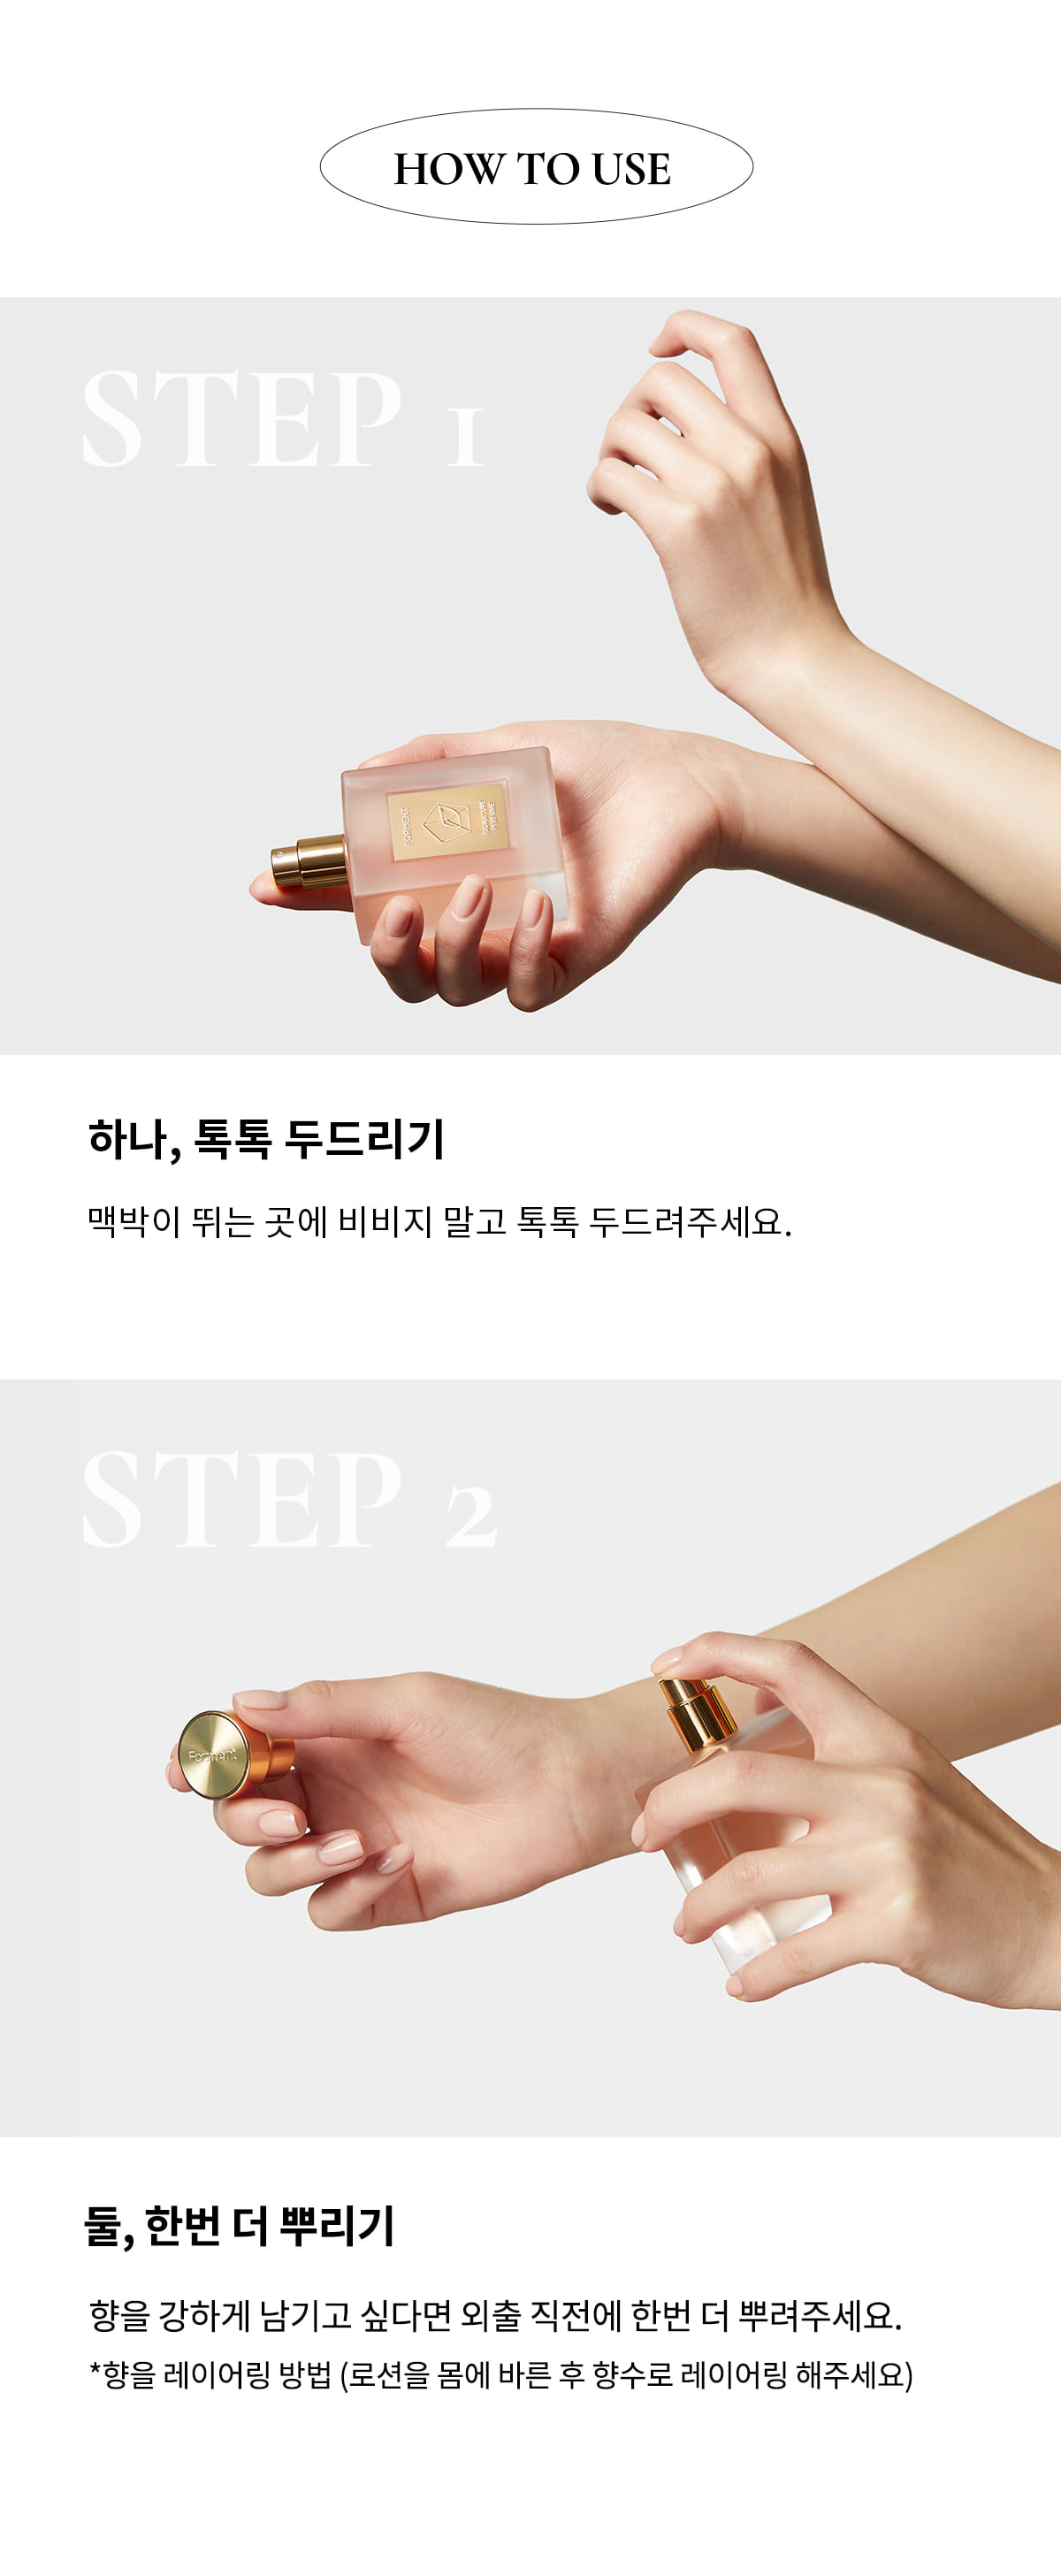 HOW TO USE
STEP 1
FORMENT
SIGNATURE
PERFUME
하나, 톡톡 두드리기
맥박이 뛰는 곳에 비비지 말고 톡톡 두드려주세요.
STEP 2
Forment
둘, 한번 더 뿌리기
향을 강하게 남기고 싶다면 외출 직전에 한번 더 뿌려주세요.
*향을 레이어링 방법 (로션을 몸에 바른 후 향수로 레이어링 해주세요)